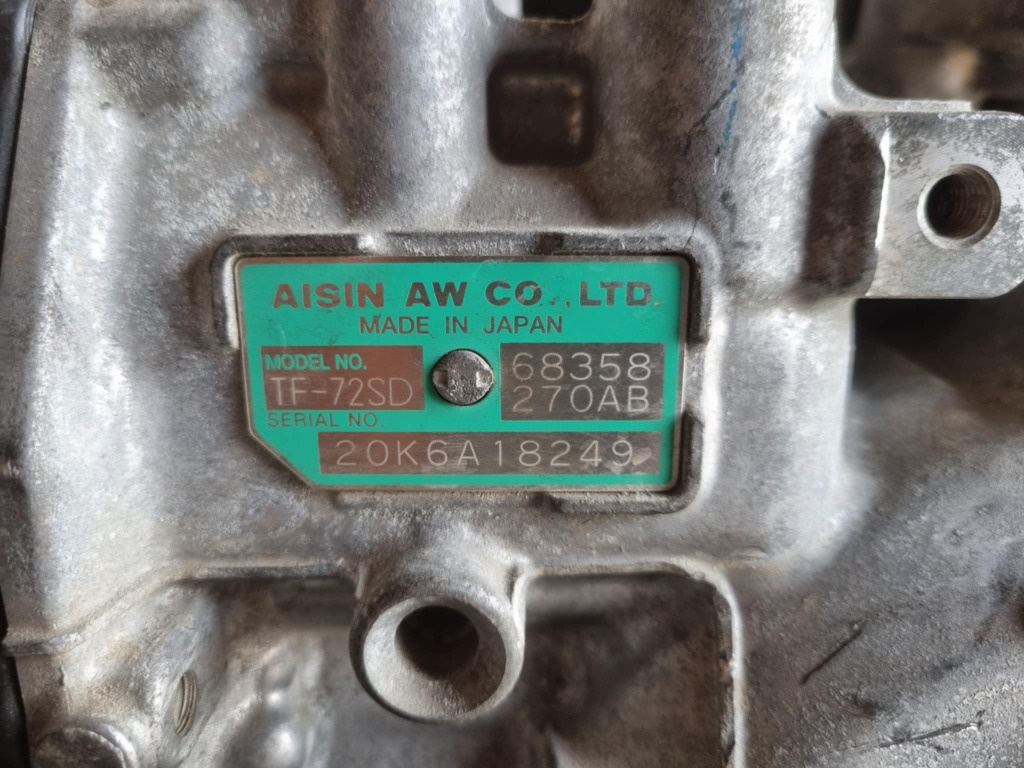 AISIN AW CO., LTD.
MADE IN JAPAN
MODEL NO.
TF-72SD
68358
270AB
SERIAL NO.
20K6A18249